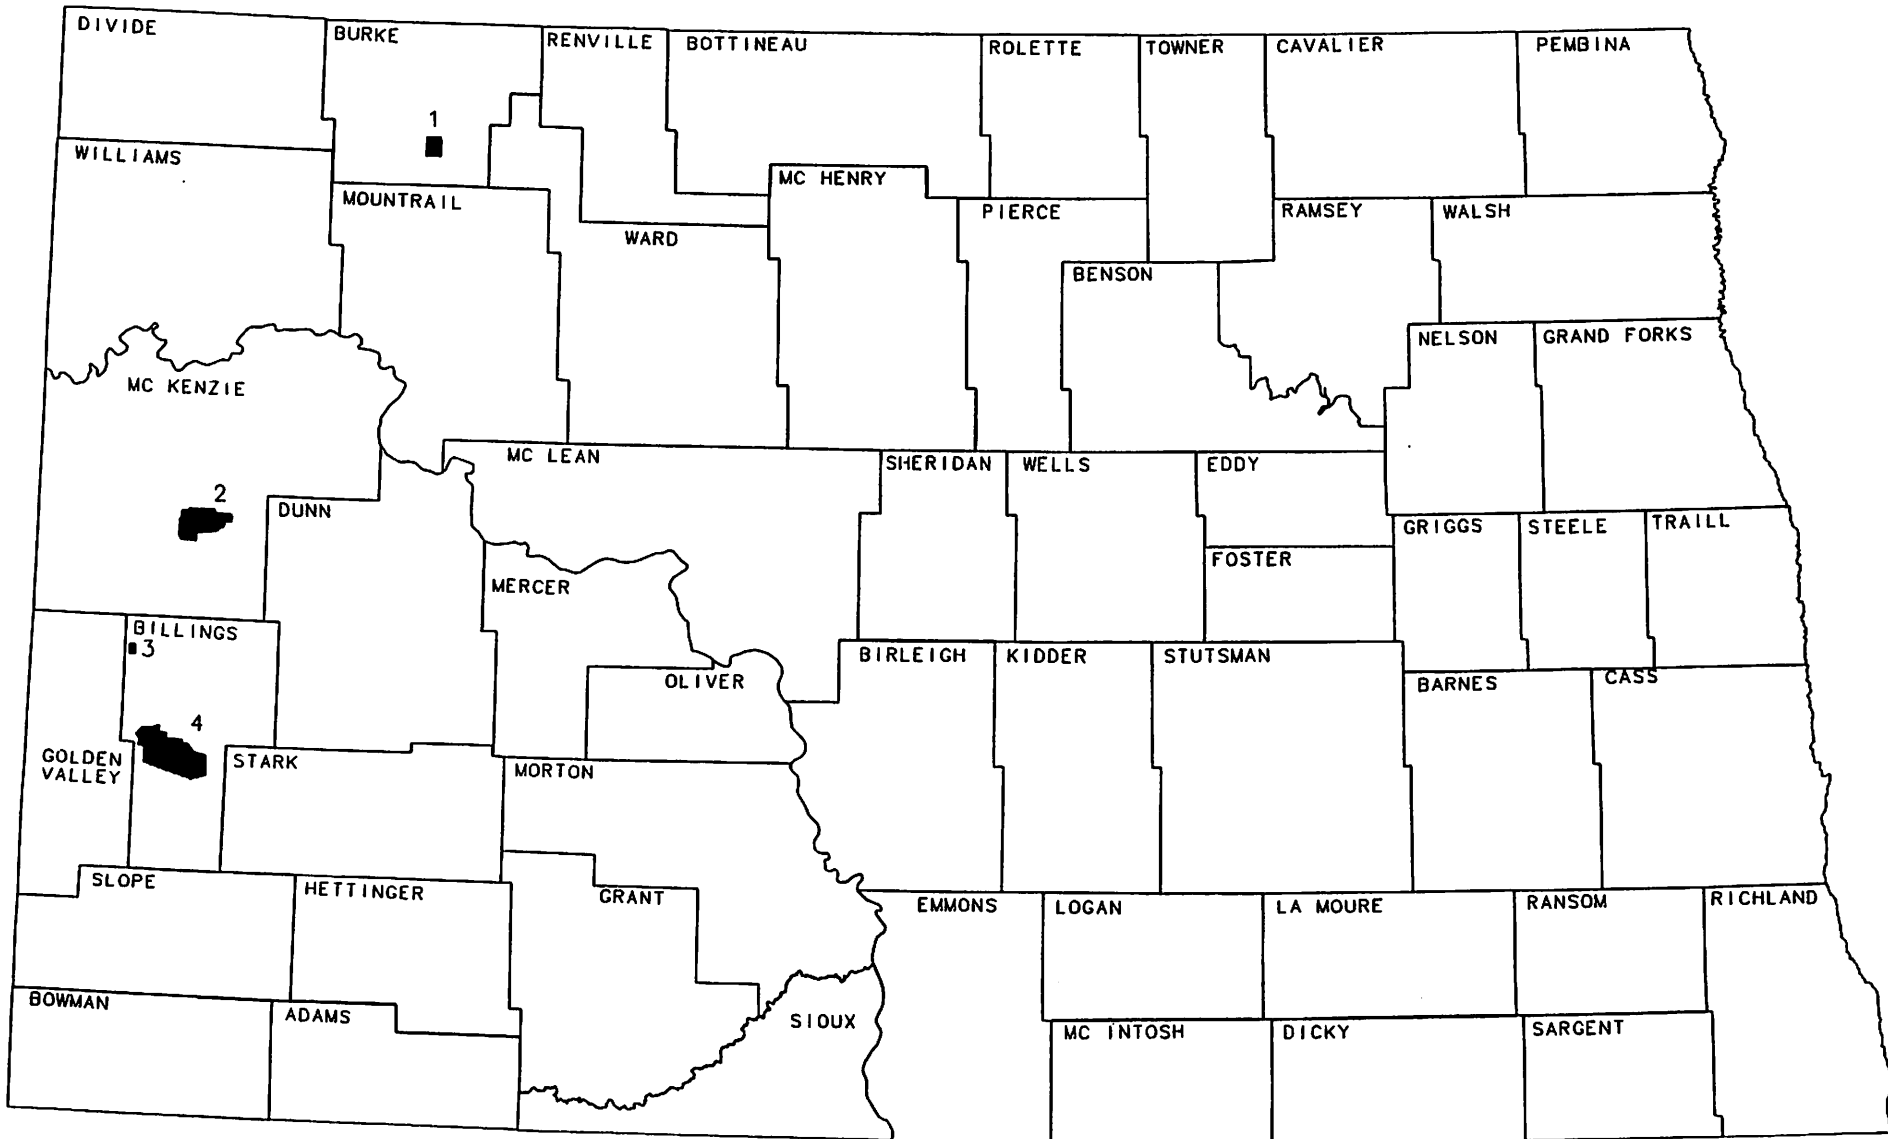 DIVIDE
BURKE
RENVILLE
BOTTINEAU
ROLETTE
TOWNER
CAVALIER
PEMBINA
1
WILLIAMS
MOUNTRAIL
MC HENRY
WARD
PIERCE
RAMSEY
WALSH
BENSON
NELSON
GRAND FORKS
MC KENZIE
MC LEAN
SHERIDAN
WELLS
EDDY
2
DUNN
GRIGGS
STEELE
TRAILL
FOSTER
MERCER
BILLINGS
3
OLIVER
BIRLEIGH
KIDDER
STUTSMAN
BARNES
CASS
4
GOLDEN
VALLEY
STARK
MORTON
SLOPE
HETTINGER
GRANT
EMMONS
LOGAN
LA MOURE
RANSOM
RICHLAND
BOWMAN
ADAMS
SIOUX
MC INTOSH
DICKY
SARGENT